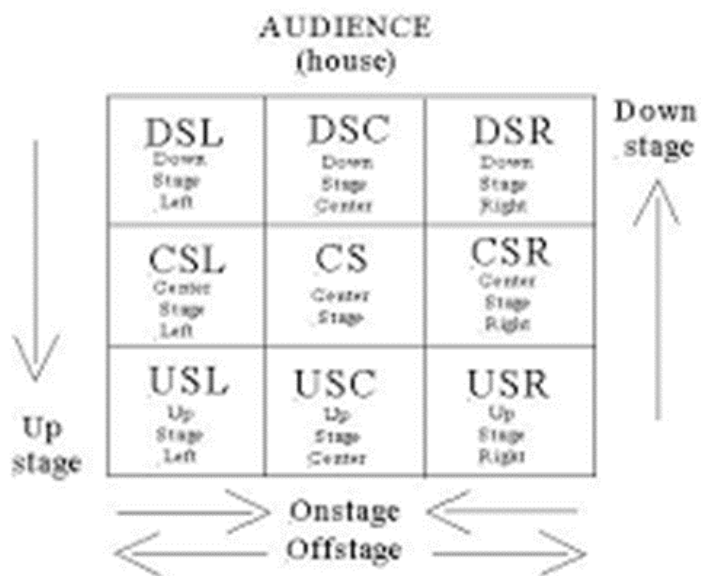 AUDIENCE
(house)
DSL
Down
Stage
Left
DSC
Down
Stage
Center
DSR
Down
Stage
Right
Down
stage
CSL
Center
Stage
Left
CS
Center
Stage
CSR
Center
Stage
Right
USL
Up
Stage
Left
USC
Up
Stage
Center
USR
Up
Stage
Right
Up
stage
Onstage
Offstage